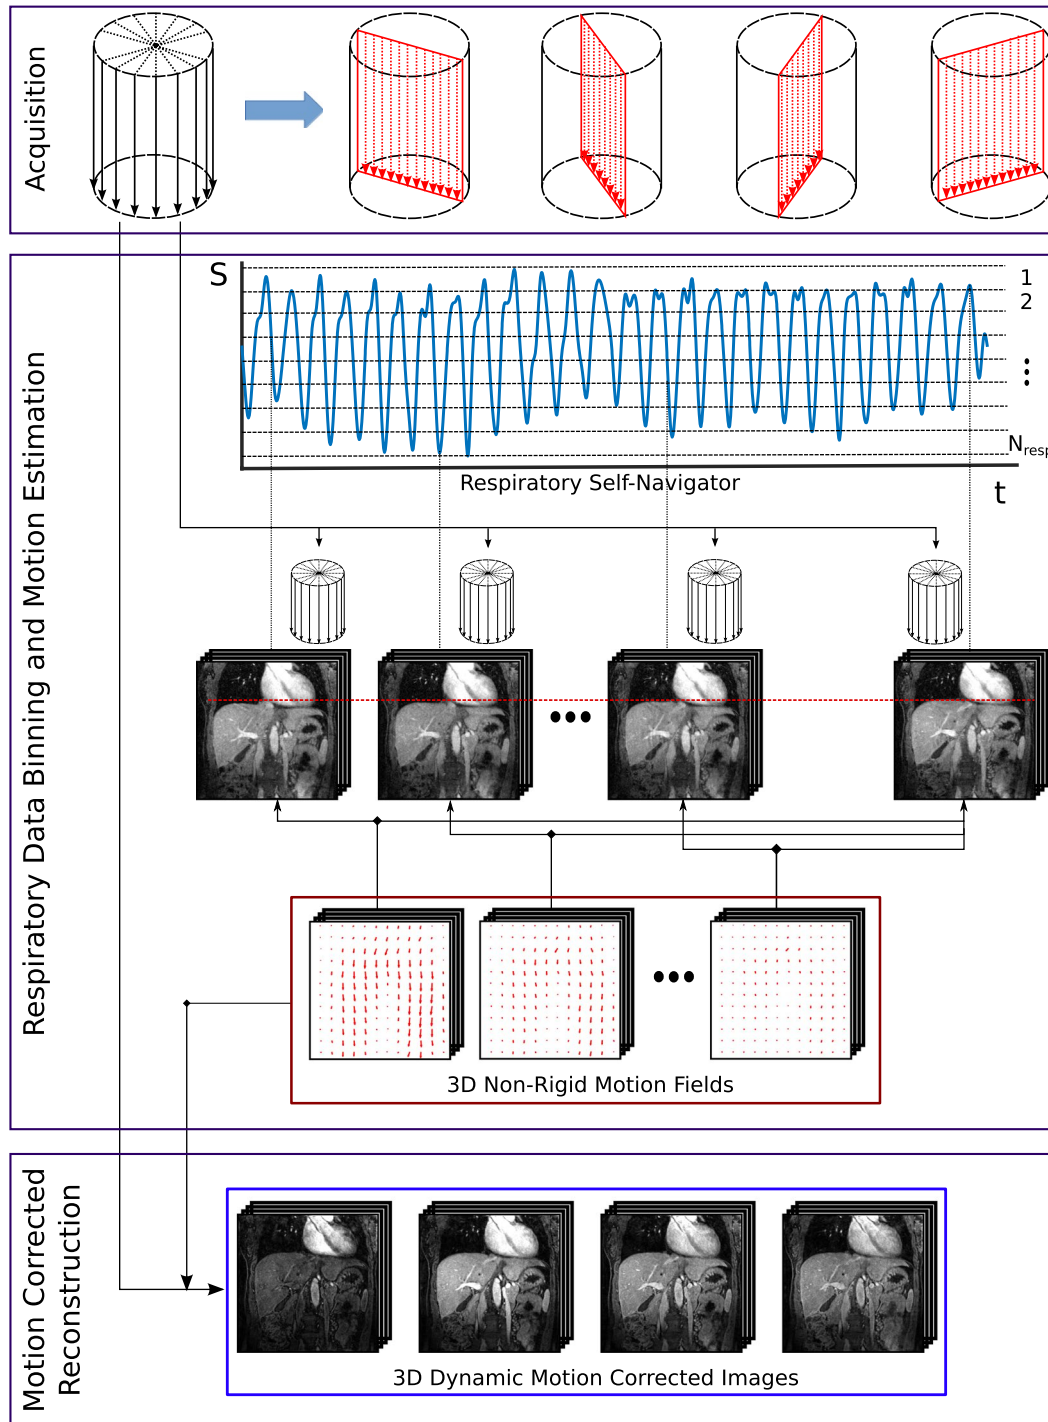 Acquisition
S
1
2
N resp
Respiratory Self-Navigator
t
Respiratory Data Binning and Motion Estimation
3D Non-Rigid Motion Fields
Motion Corrected
Reconstruction
3D Dynamic Motion Corrected Images